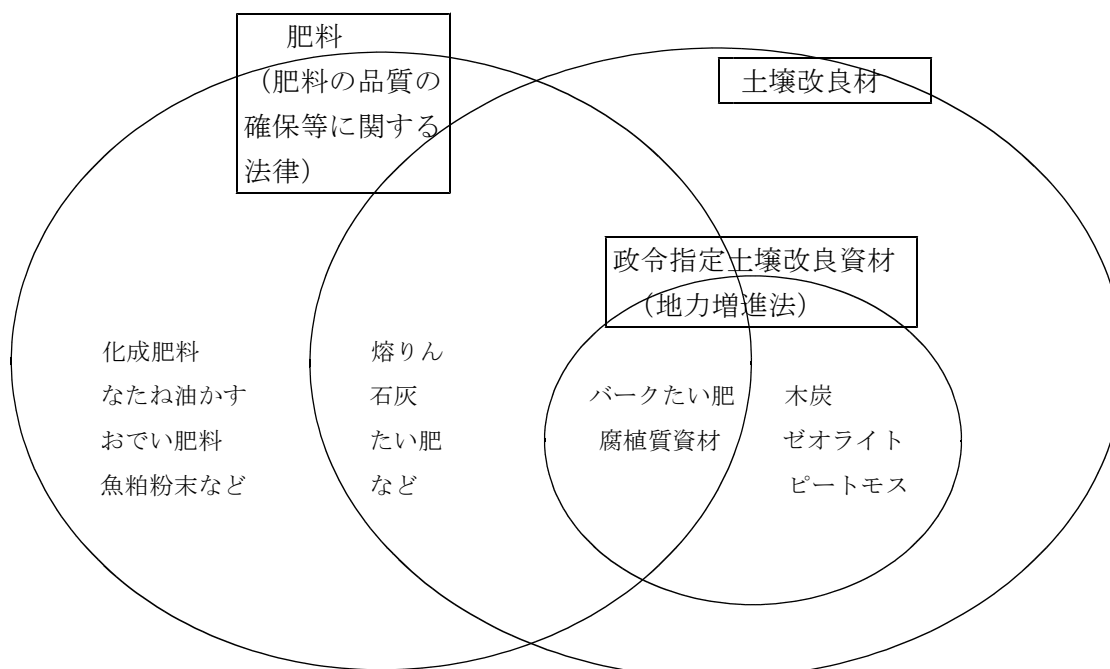 肥料
（肥料の品質の
確保等に関する
法律）
土壌改良材
政令指定土壌改良資材
（地力増進法）
化成肥料
なたね油かす
おでい肥料
魚粕粉末など
熔りん
石灰
たい肥
など
バークたい肥
腐植質資材
木炭
ゼオライト
ピートモス